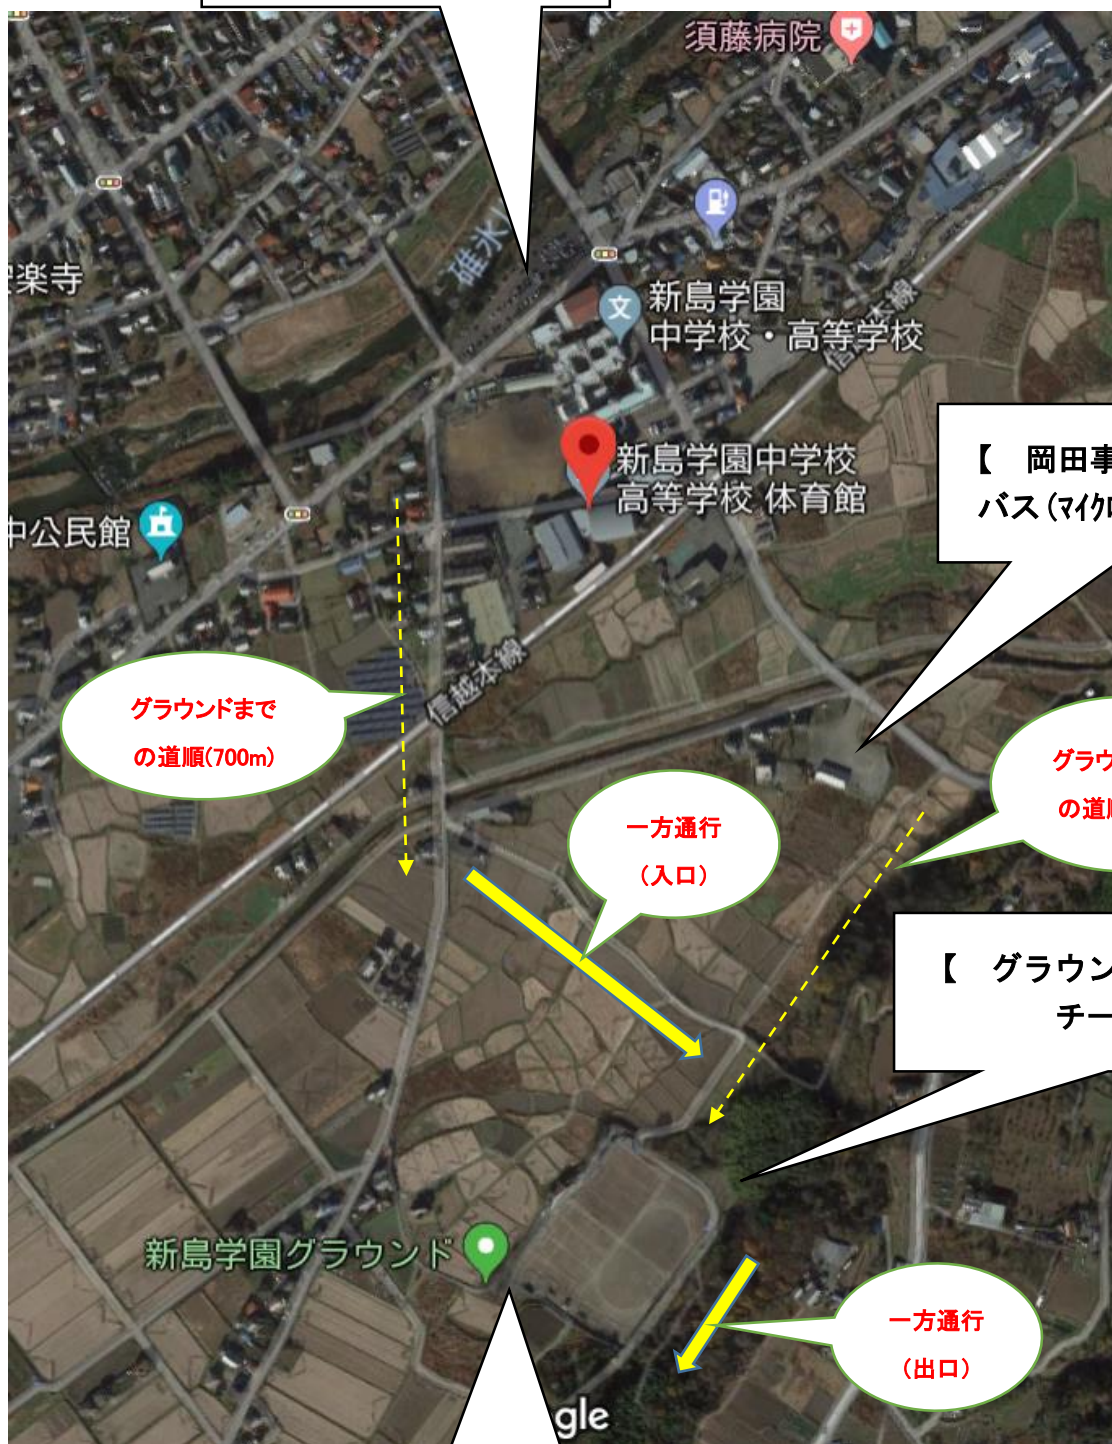 須藤病院
碓氷
楽寺
新島学園
中学校・高等学校
信越本線
新島学園中学校
高等学校 体育館
中公民館
【　岡田事
バス(マイク
グラウンドまで
の道順(700m)
信越本線
グラウ
の道
一方通行
（入口）
【　グラウン
チー
新島学園グラウンド
一方通行
（出口）
gle